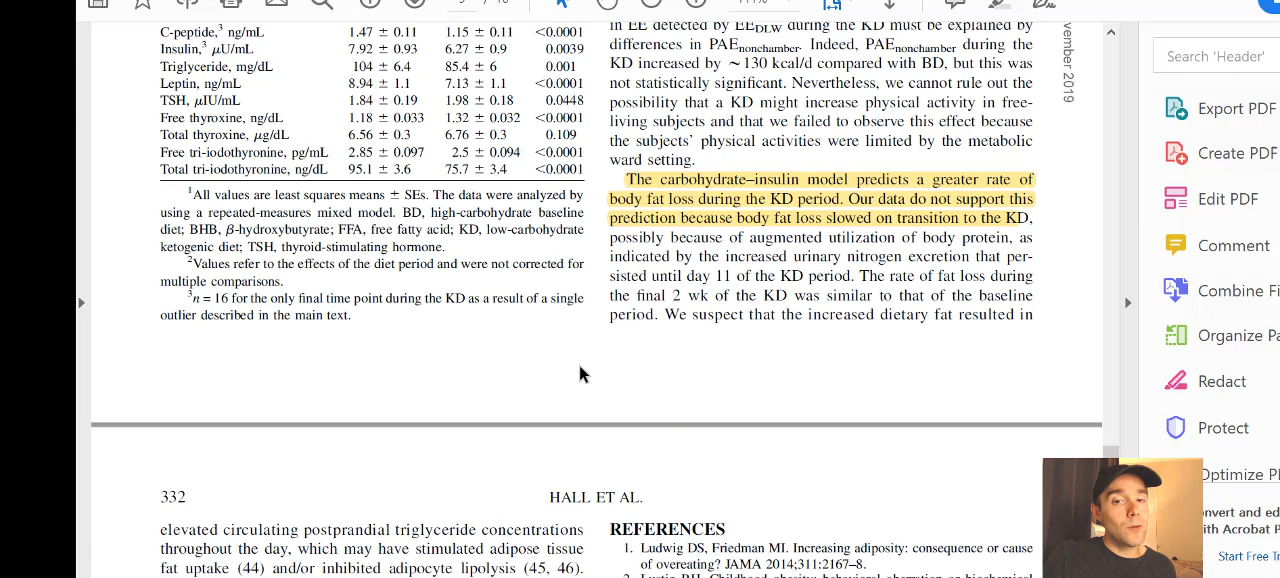 C-peptide,3 ng/mL 1.47 ± 0.11 1.15 ± 0.11 <0.0001
Insulin,3 μU/mL 7.92 ± 0.93 6.27 ± 0.9 0.0039
Triglyceride, mg/dL 104 ± 6.4 85.4 ± 6 0.001
Leptin, ng/mL 8.94 ± 1.1 7.13 ± 1.1 <0.0001
TSH, μIU/mL 1.84 ± 0.19 1.98 ± 0.18 0.0448
Free thyroxine, ng/dL 1.18 ± 0.033 1.32 ± 0.032 <0.0001
Total thyroxine, μg/dL 6.56 ± 0.3 6.76 ± 0.3 0.109
Free tri-iodothyronine, pg/mL 2.85 ± 0.097 2.5 ± 0.094 <0.0001
Total tri-iodothyronine, ng/dL 95.1 ± 3.6 75.7 ± 3.4 <0.0001
1All values are least squares means ± SEs. The data were analyzed by
using a repeated-measures mixed model. BD, high-carbohydrate baseline
diet; BHB, β-hydroxybutyrate; FFA, free fatty acid; KD, low-carbohydrate
ketogenic diet; TSH, thyroid-stimulating hormone.
2Values refer to the effects of the diet period and were not corrected for
multiple comparisons.
3n = 16 for the only final time point during the KD as a result of a single
outlier described in the main text.
in EE detected by EEDLW during the KD must be explained by
differences in PAEnonchamber. Indeed, PAEnonchamber during the
KD increased by ~130 kcal/d compared with BD, but this was
not statistically significant. Nevertheless, we cannot rule out the
possibility that a KD might increase physical activity in free-
living subjects and that we failed to observe this effect because
the subjects' physical activities were limited by the metabolic
ward setting.
The carbohydrate–insulin model predicts a greater rate of
body fat loss during the KD period. Our data do not support this
prediction because body fat loss slowed on transition to the KD,
possibly because of augmented utilization of body protein, as
indicated by the increased urinary nitrogen excretion that per-
sisted until day 11 of the KD period. The rate of fat loss during
the final 2 wk of the KD was similar to that of the baseline
period. We suspect that the increased dietary fat resulted in
vember 2019
332
HALL ET AL.
elevated circulating postprandial triglyceride concentrations
throughout the day, which may have stimulated adipose tissue
fat uptake (44) and/or inhibited adipocyte lipolysis (45, 46).
REFERENCES
1. Ludwig DS, Friedman MI. Increasing adiposity: consequence or cause
of overeating? JAMA 2014;311:2167–8.
Search 'Header'
Export PDF
Create PDF
Edit PDF
Comment
Combine Fi
Organize Pa
Redact
Protect
Optimize P
onvert and ed
ith Acrobat P
Start Free T